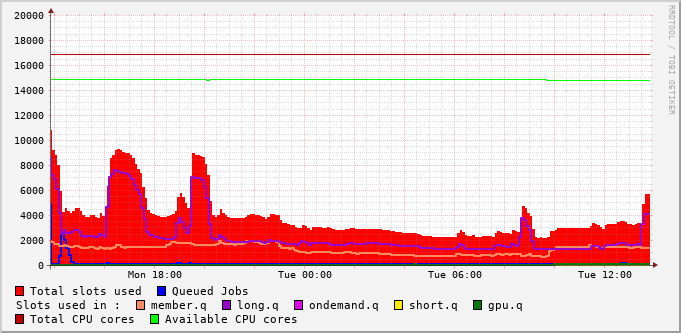 RRDTOOL / TOBI OETIKER
20000
18000
16000
14000
12000
10000
8000
6000
4000
2000
0
Mon 18:00 Tue 00:00 Tue 06:00 Tue 12:00
Total slots used Queued Jobs
Slots used in : member.q long.q ondemand.q short.q gpu.q
Total CPU cores Available CPU cores